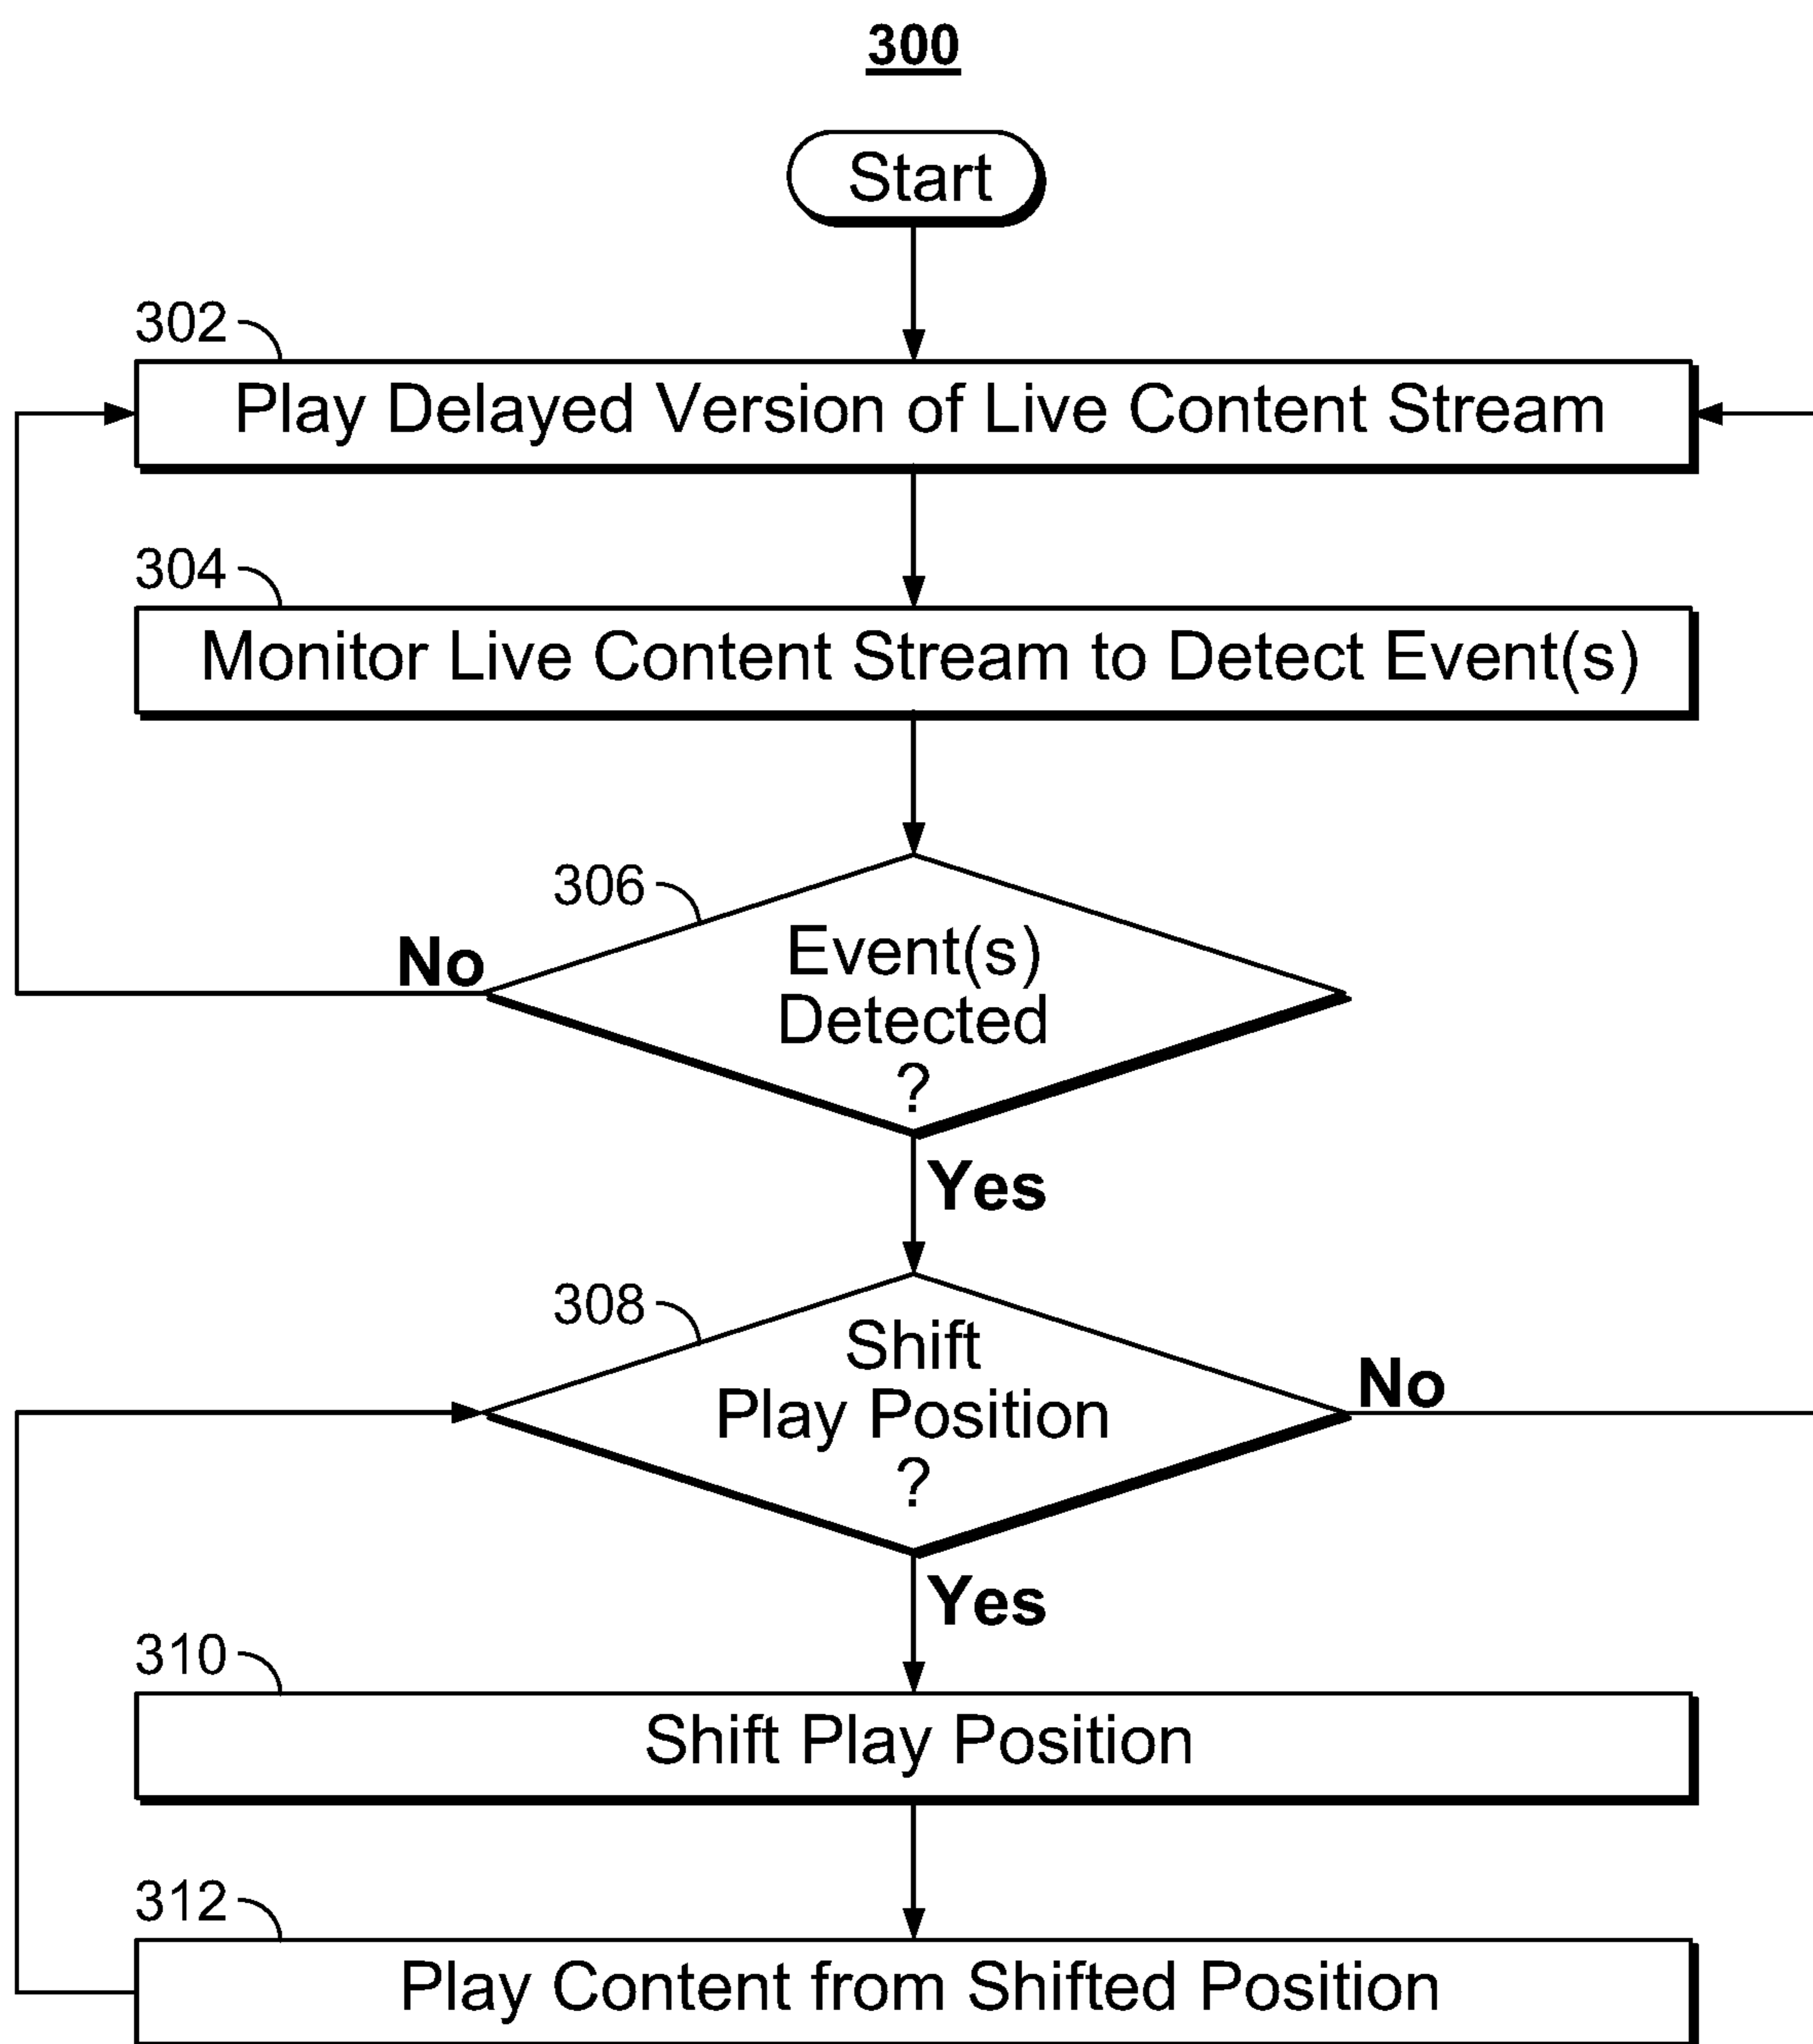 300
Start
302
Play Delayed Version of Live Content Stream
304
Monitor Live Content Stream to Detect Event(s)
306
Event(s)
Detected
?
No
Yes
308
Shift
Play Position
?
No
Yes
310
Shift Play Position
312
Play Content from Shifted Position